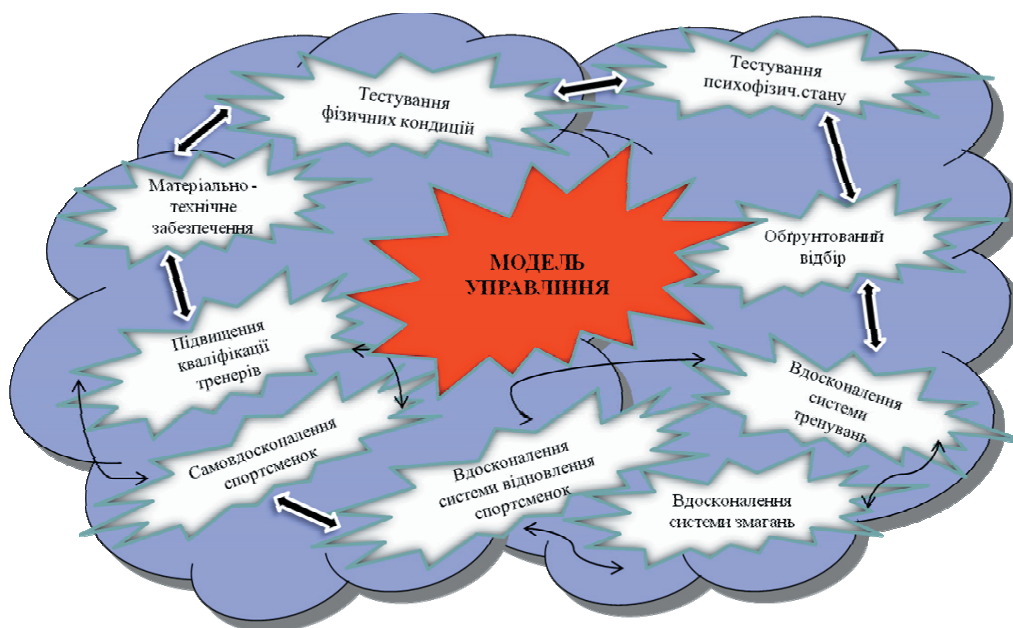 Тестування
фізичних кондицій
Тестування
психофізич.стану
Матеріально -
технічне
забезпечення
МОДЕЛЬ
УПРАВЛІННЯ
Обґрунтований
відбір
Підвищення
кваліфікації
тренерів
Вдосконалення
системи
тренувань
Самовдосконалення
спортсменок
Вдосконалення
системи відновлення
спортсменок
Вдосконалення
системи змагань